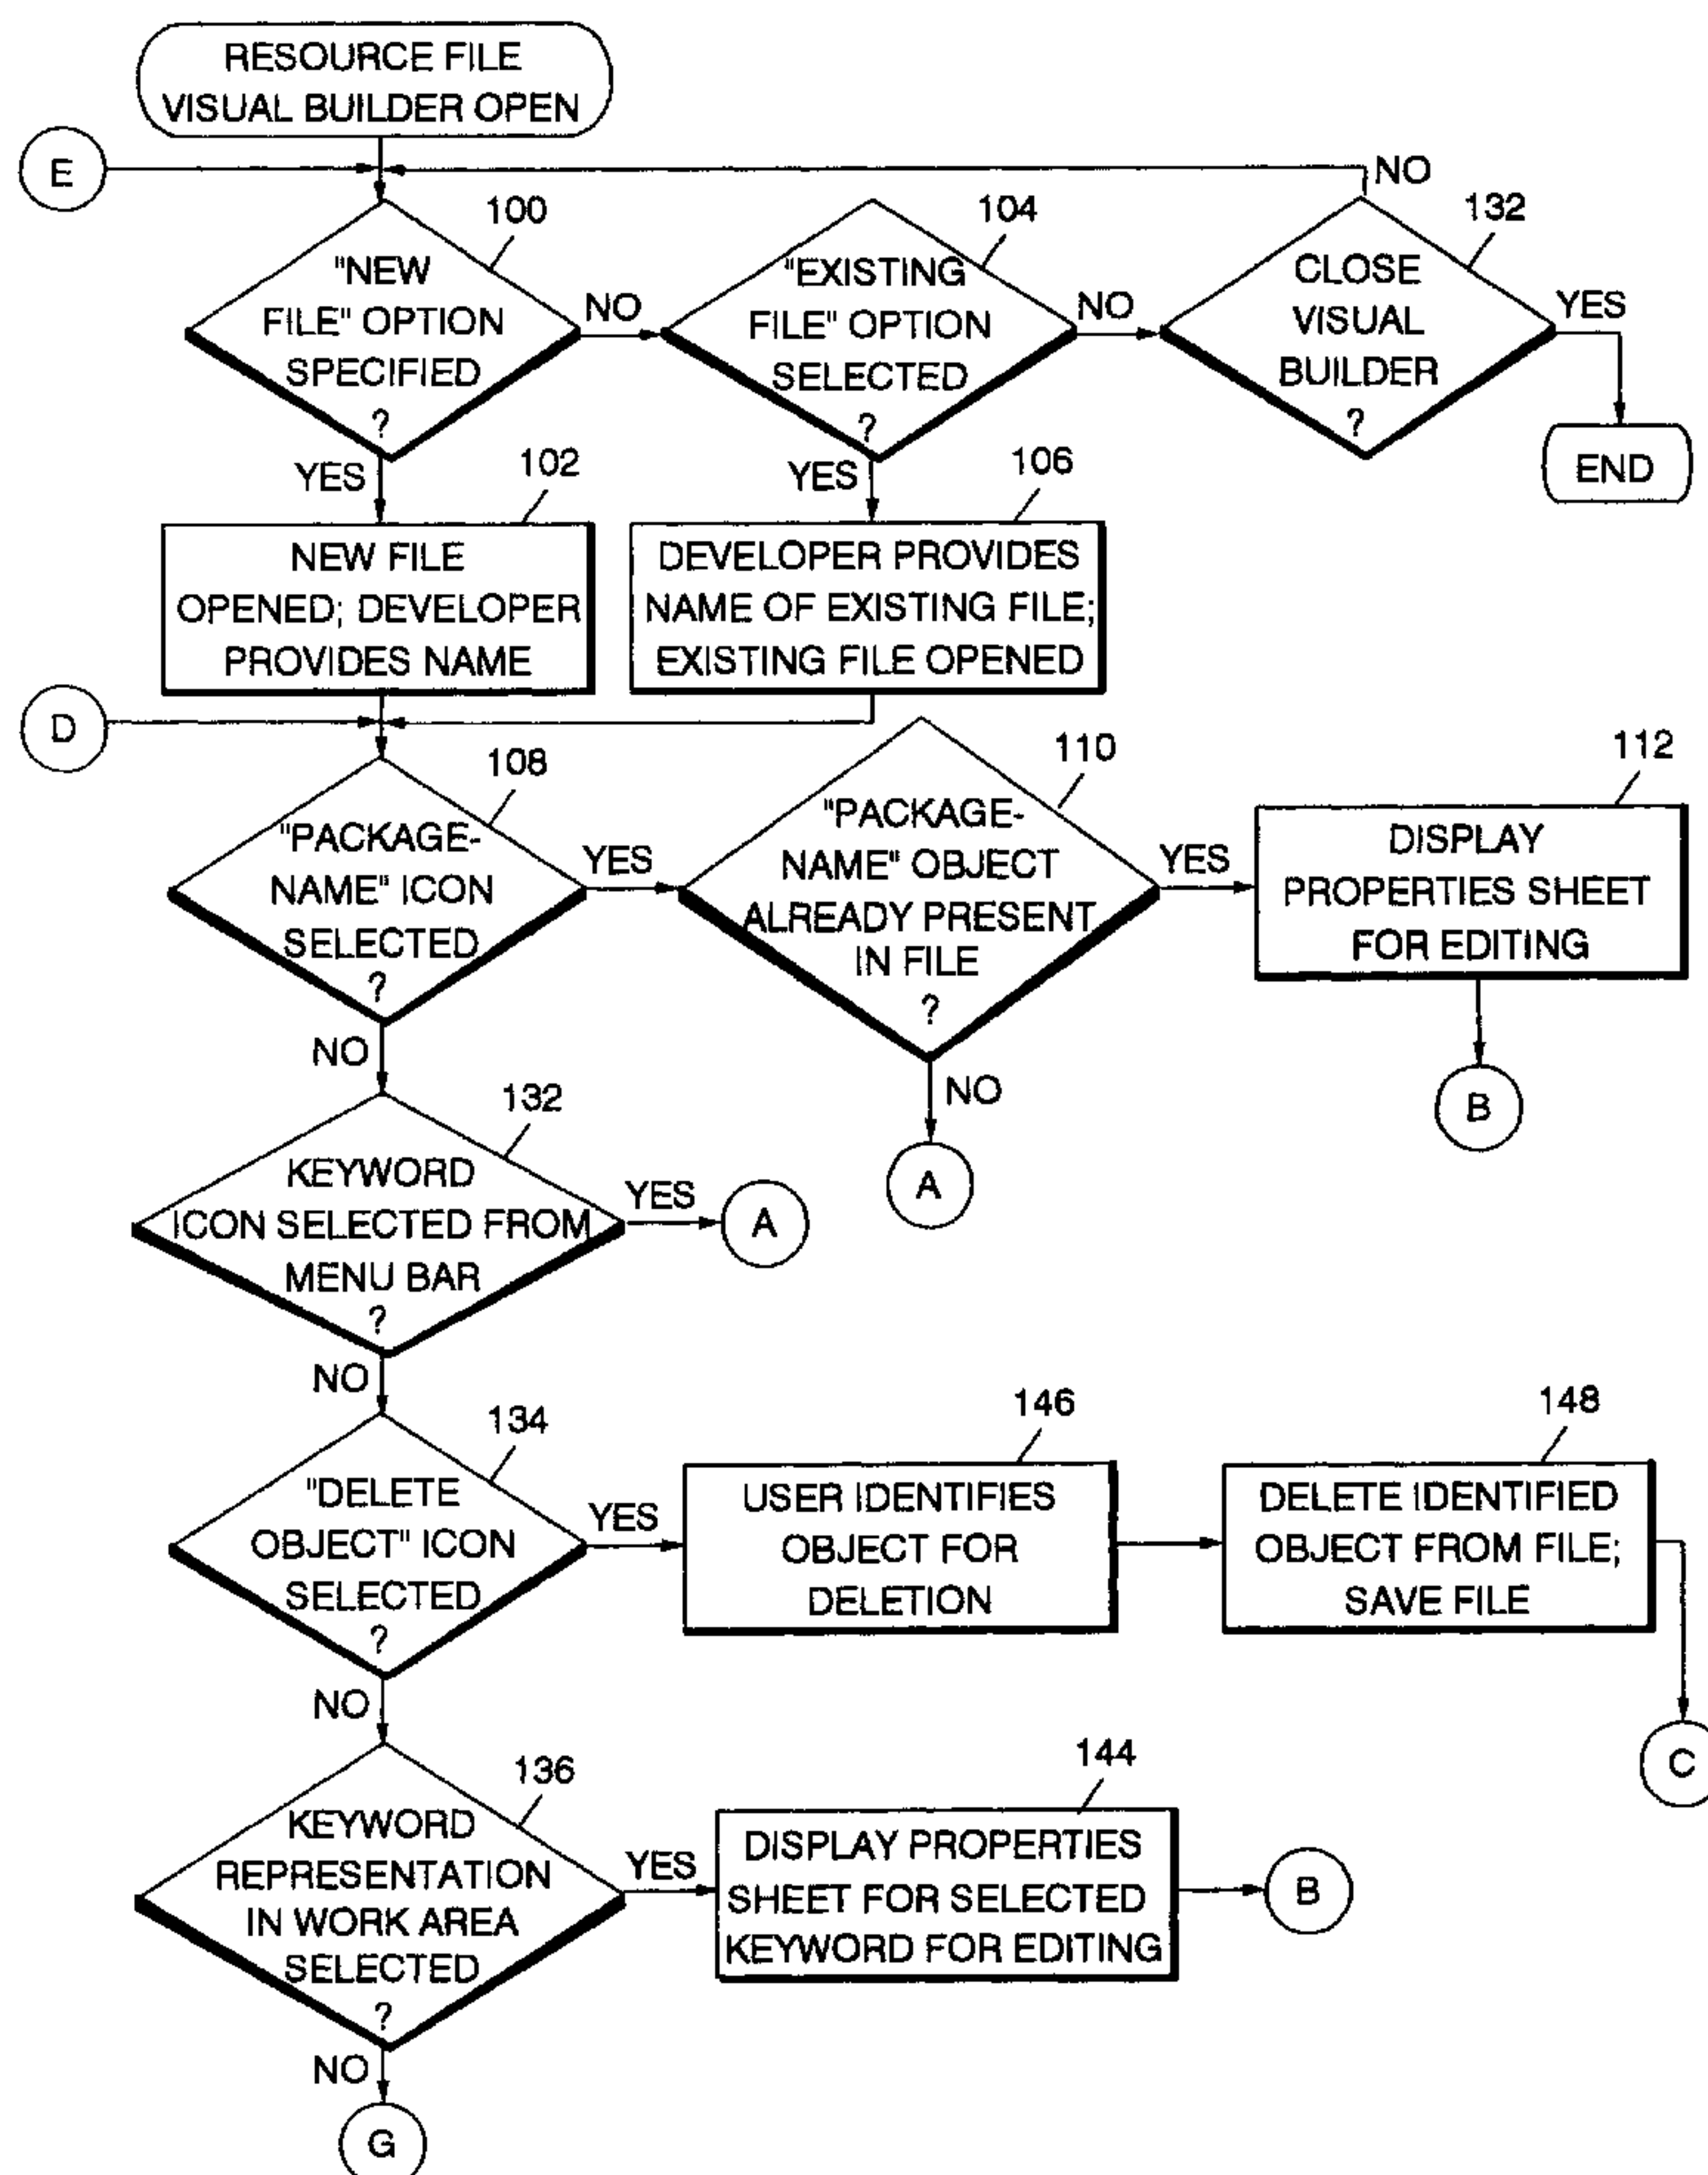 RESOURCE FILE
VISUAL BUILDER OPEN
E
NO
100
104
132
"NEW
FILE" OPTION
SPECIFIED
?
NO
"EXISTING
FILE" OPTION
SELECTED
?
NO
CLOSE
VISUAL
BUILDER
?
YES
END
YES
102
YES
106
NEW FILE
OPENED; DEVELOPER
PROVIDES NAME
DEVELOPER PROVIDES
NAME OF EXISTING FILE;
EXISTING FILE OPENED
D
108
110
112
"PACKAGE-
NAME" ICON
SELECTED
?
YES
"PACKAGE-
NAME" OBJECT
ALREADY PRESENT
IN FILE
?
YES
DISPLAY
PROPERTIES SHEET
FOR EDITING
NO
NO
B
A
132
KEYWORD
ICON SELECTED FROM
MENU BAR
?
YES
A
NO
134
146
148
"DELETE
OBJECT" ICON
SELECTED
?
YES
USER IDENTIFIES
OBJECT FOR
DELETION
DELETE IDENTIFIED
OBJECT FROM FILE;
SAVE FILE
C
NO
136
144
KEYWORD
REPRESENTATION
IN WORK AREA
SELECTED
?
YES
DISPLAY PROPERTIES
SHEET FOR SELECTED
KEYWORD FOR EDITING
B
NO
G